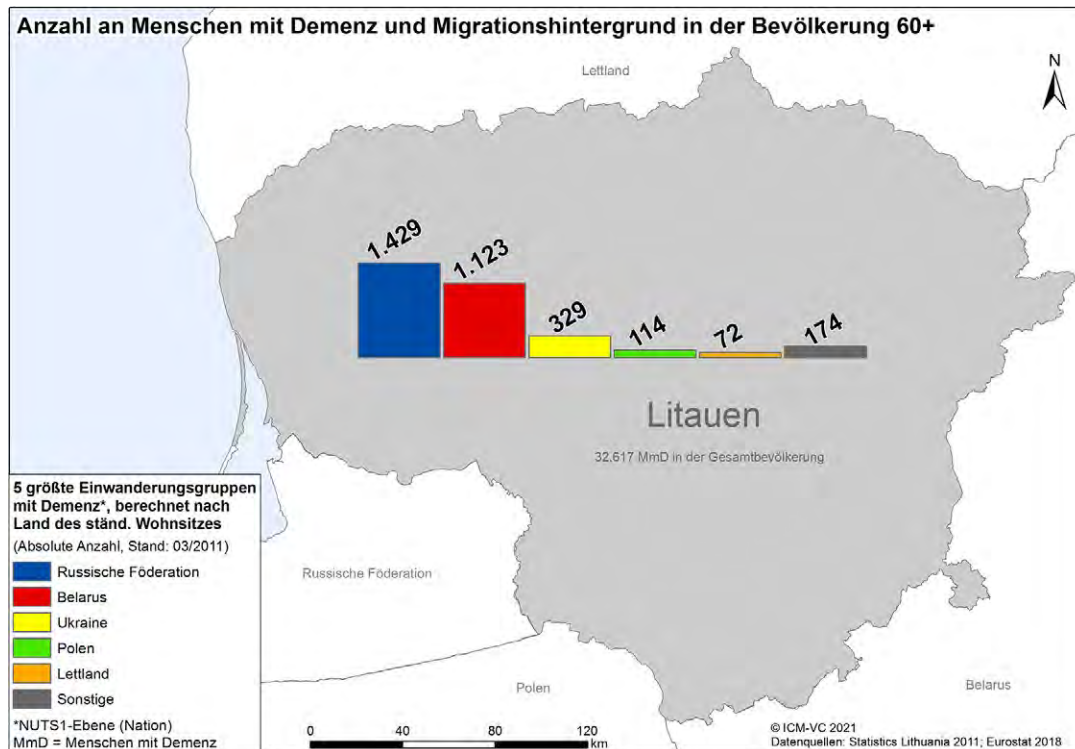 Anzahl an Menschen mit Demenz und Migrationshintergrund in der Bevölkerung 60+
Lettland
N
1.429
1.123
329
114
72
174
Litauen
32.617 MmD in der Gesamtbevölkerung
5 größte Einwanderungsgruppen
mit Demenz*, berechnet nach
Land des ständ. Wohnsitzes
(Absolute Anzahl, Stand: 03/2011)
Russische Föderation
Belarus
Ukraine
Polen
Lettland
Sonstige
*NUTS1-Ebene (Nation)
MmD = Menschen mit Demenz
Russische Föderation
Polen
Belarus
0 40 80 120
km
© ICM-VC 2021
Datenquellen: Statistics Lithuania 2011; Eurostat 2018